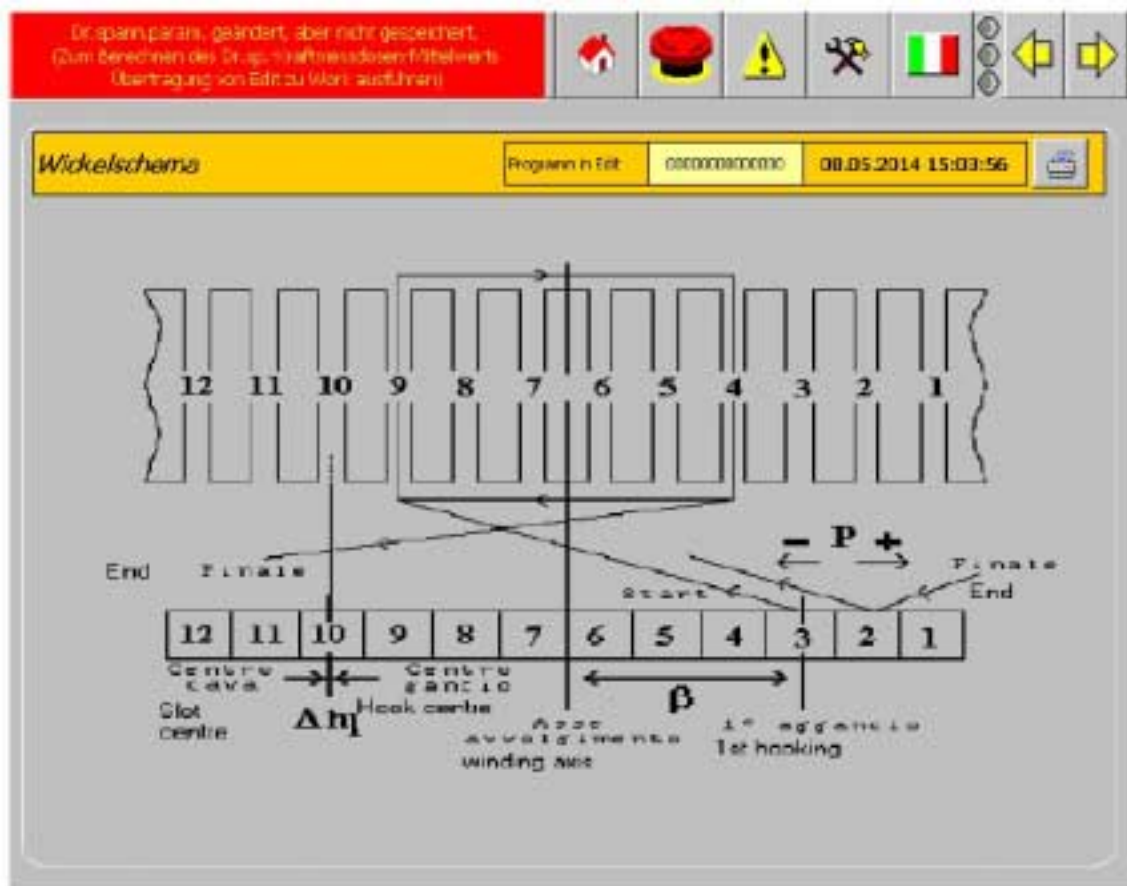 Dr.spann.param. geändert, aber nicht gespeichert.
(Zum Berechnen des Dr.sp.-Kraftmessdosen-Mittelwerts
Übertragung von Edit zu Work ausführen)
Wickelschema
Programm in Edit
08.05.2014 15:03:56
12 11 10 9 8 7 6 5 4 3 2 1
- P +
End Finale
Start
Finale
End
12 11 10 9 8 7 6 5 4 3 2 1
Centro
cava
Centro
gancio
Slot
centre
Δh
Hook centre
β
Asse
avvolgimento
winding axis
1° aggancio
1st hooking